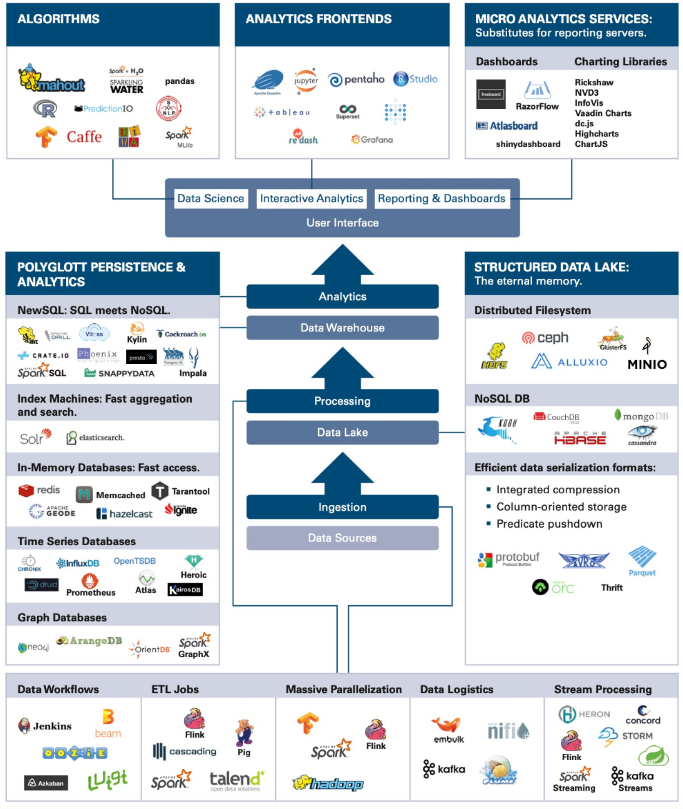 ALGORITHMS
mahout
Spark + H2O
SPARKLING
WATER
pandas
R
PredictionIO
NLP
Caffe
Spark
MLlib
ANALYTICS FRONTENDS
Apache Zeppelin
jupyter
pentaho
R Studio
+ a b l e a u
Superset
re:dash
Grafana
MICRO ANALYTICS SERVICES:
Substitutes for reporting servers.
Dashboards
freeboard
RazorFlow
Atlasboard
shinydashboard
Charting Libraries
Rickshaw
NVD3
InfoVis
Vaadin Charts
dc.js
Highcharts
ChartJS
Data Science
Interactive Analytics
Reporting & Dashboards
User Interface
Analytics
Data Warehouse
Processing
Data Lake
Ingestion
Data Sources
POLYGLOTT PERSISTENCE &
ANALYTICS
NewSQL: SQL meets NoSQL.
APACHE
DRILL
Vitess
Kylin
Cockroach DB
CRATE.IO
Phoenix
presto
Postgres-XL
Spark SQL
SNAPPYDATA
Impala
Index Machines: Fast aggregation
and search.
Solr
elasticsearch.
In-Memory Databases: Fast access.
redis
Memcached
Tarantool
APACHE
GEODE
hazelcast
Ignite
Time Series Databases
CHRONIX
InfluxDB
OpenTSDB
Heroic
druid
Prometheus
Atlas
KairosDB
Graph Databases
neo4j
ArangoDB
OrientDB
Spark
GraphX
STRUCTURED DATA LAKE:
The eternal memory.
Distributed Filesystem
HDFS
ceph
GlusterFS
ALLUXIO
MINIO
NoSQL DB
KUDU
CouchDB
relax
mongoDB
APACHE
HBASE
cassandra
Efficient data serialization formats:
Integrated compression
Column-oriented storage
Predicate pushdown
protobuf
Protocol Buffers
AVRO
Parquet
orc
Thrift
Data Workflows
Jenkins
beam
OOZIE
Azkaban
Luigi
ETL Jobs
Flink
Pig
cascading
APACHE
Spark
talend
open data solutions
Massive Parallelization
APACHE
Spark
Flink
hadoop
Data Logistics
embulk
nifi
kafka
Stream Processing
HERON
concord
Flink
STORM
APACHE
Spark
Streaming
kafka
Streams